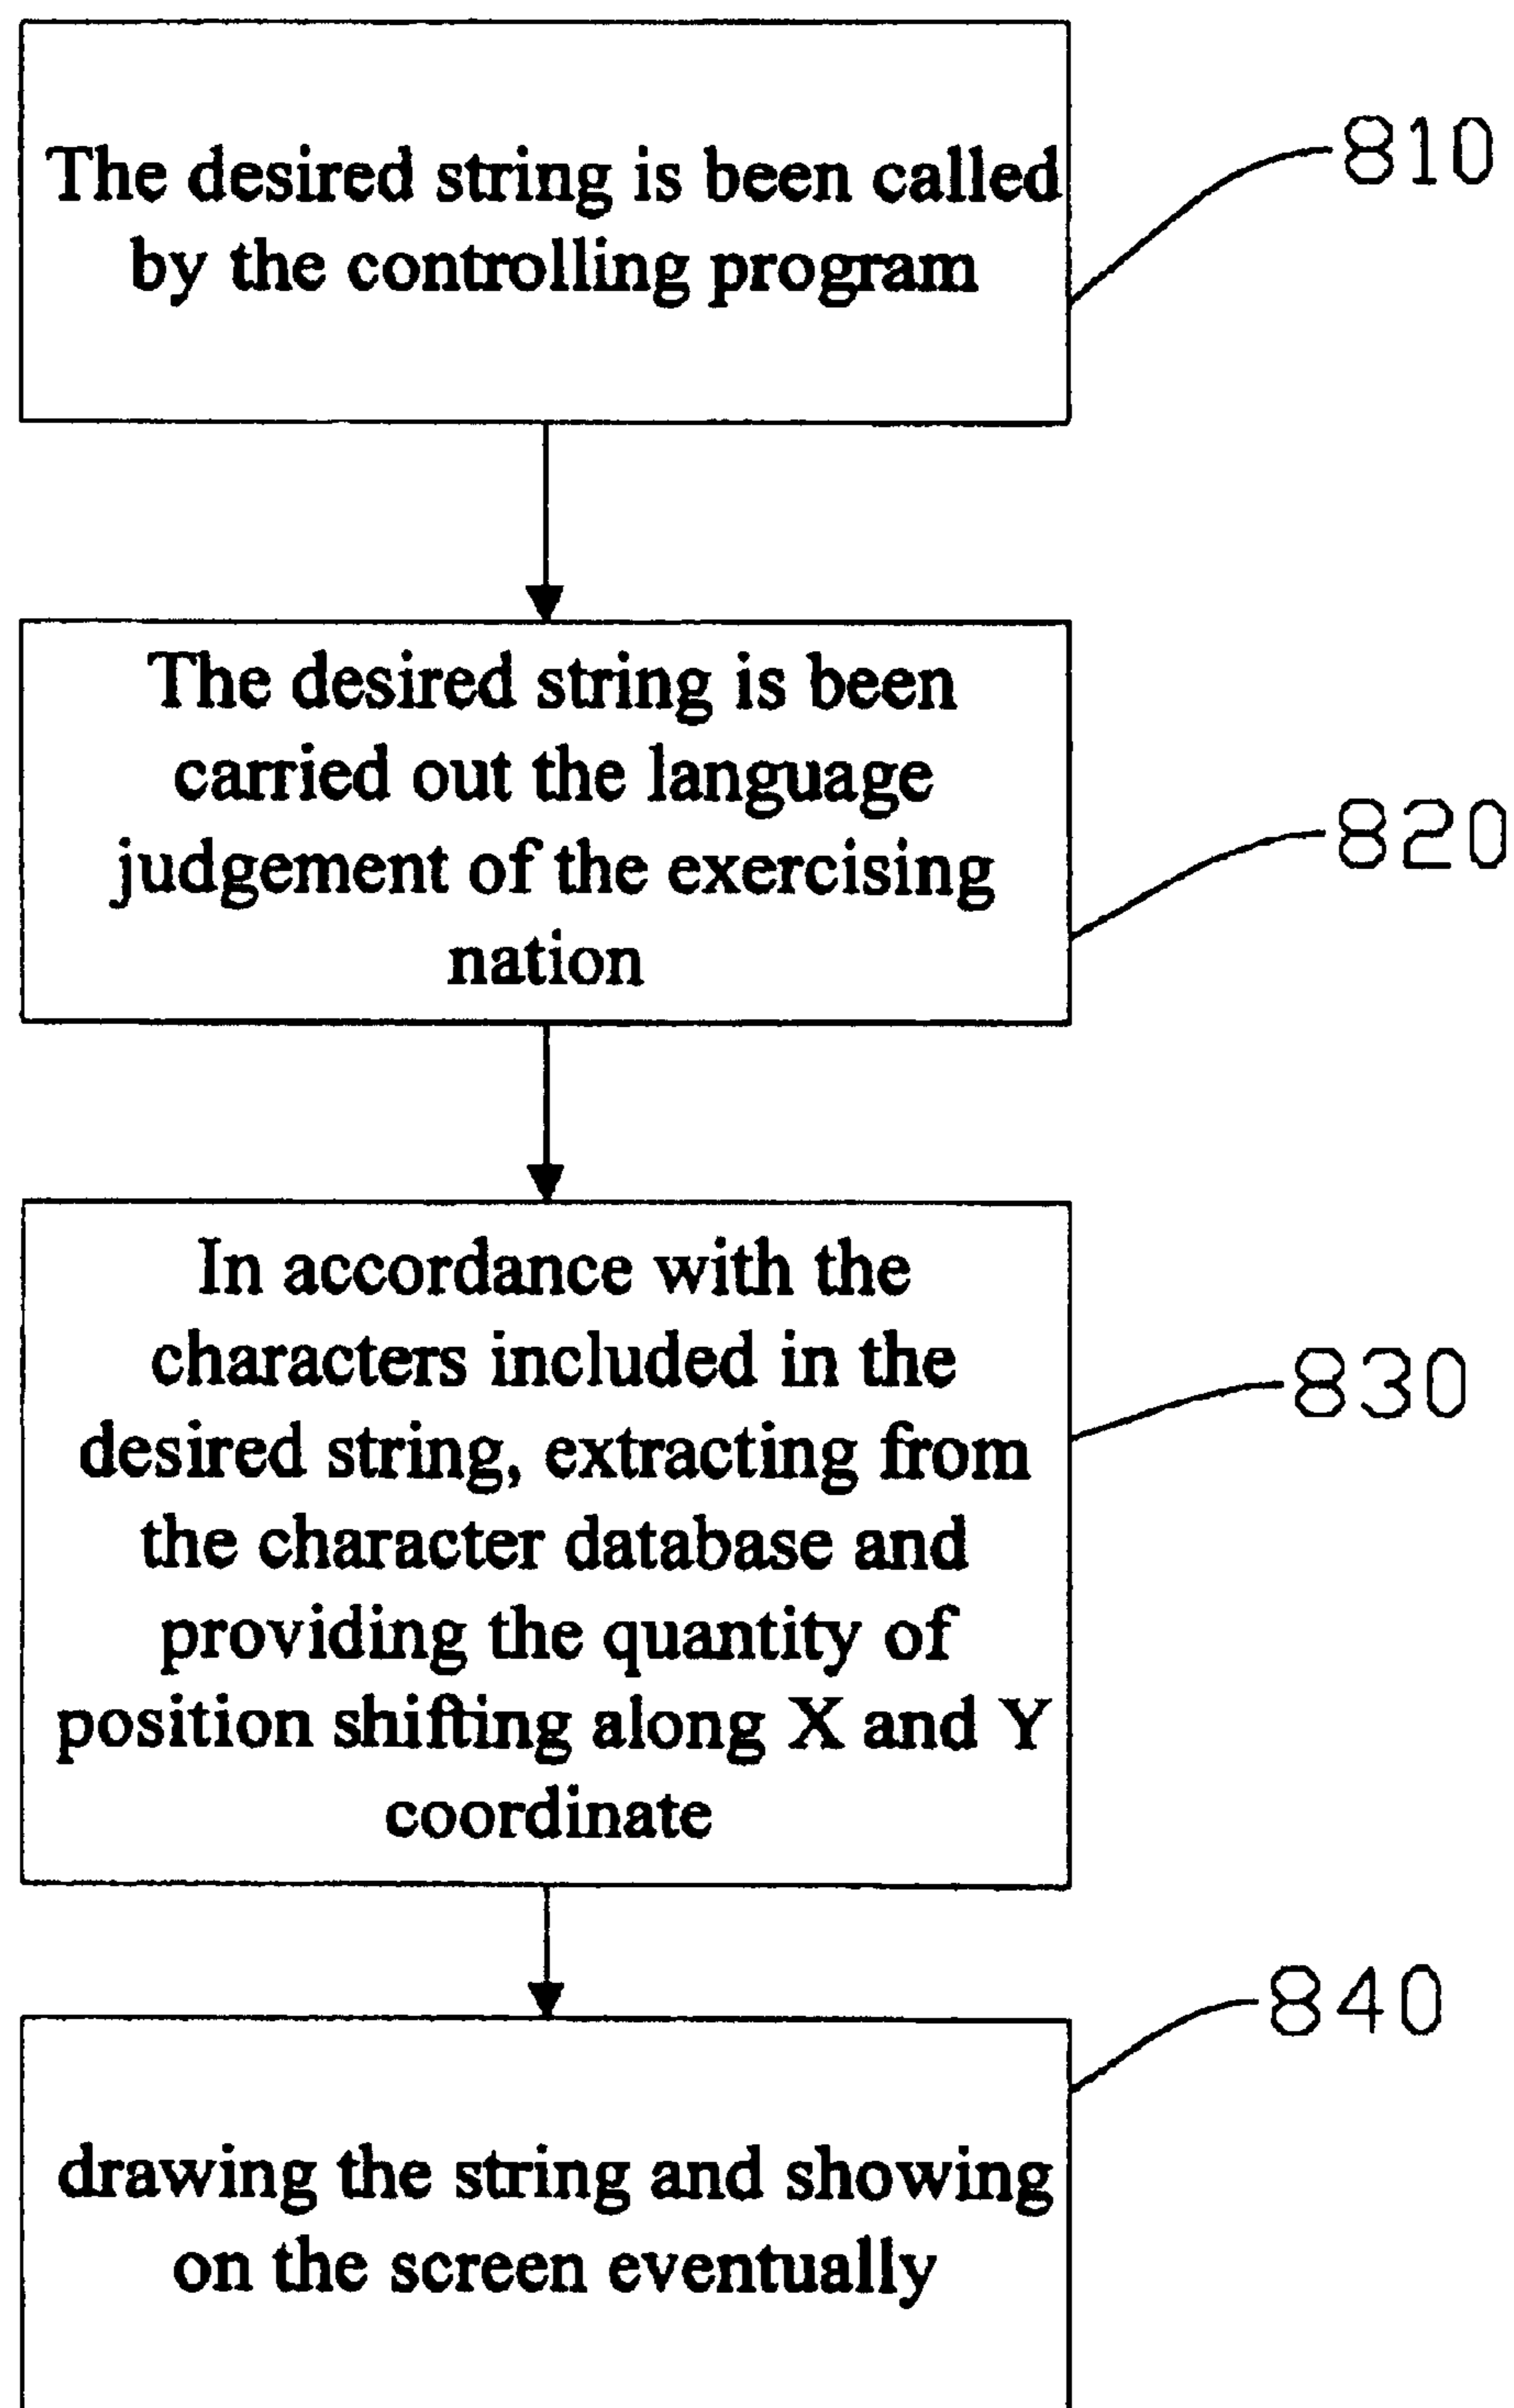 The desired string is been called
by the controlling program
810
The desired string is been
carried out the language
judgement of the exercising
nation
820
In accordance with the
characters included in the
desired string, extracting from
the character database and
providing the quantity of
position shifting along X and Y
coordinate
830
840
drawing the string and showing
on the screen eventually